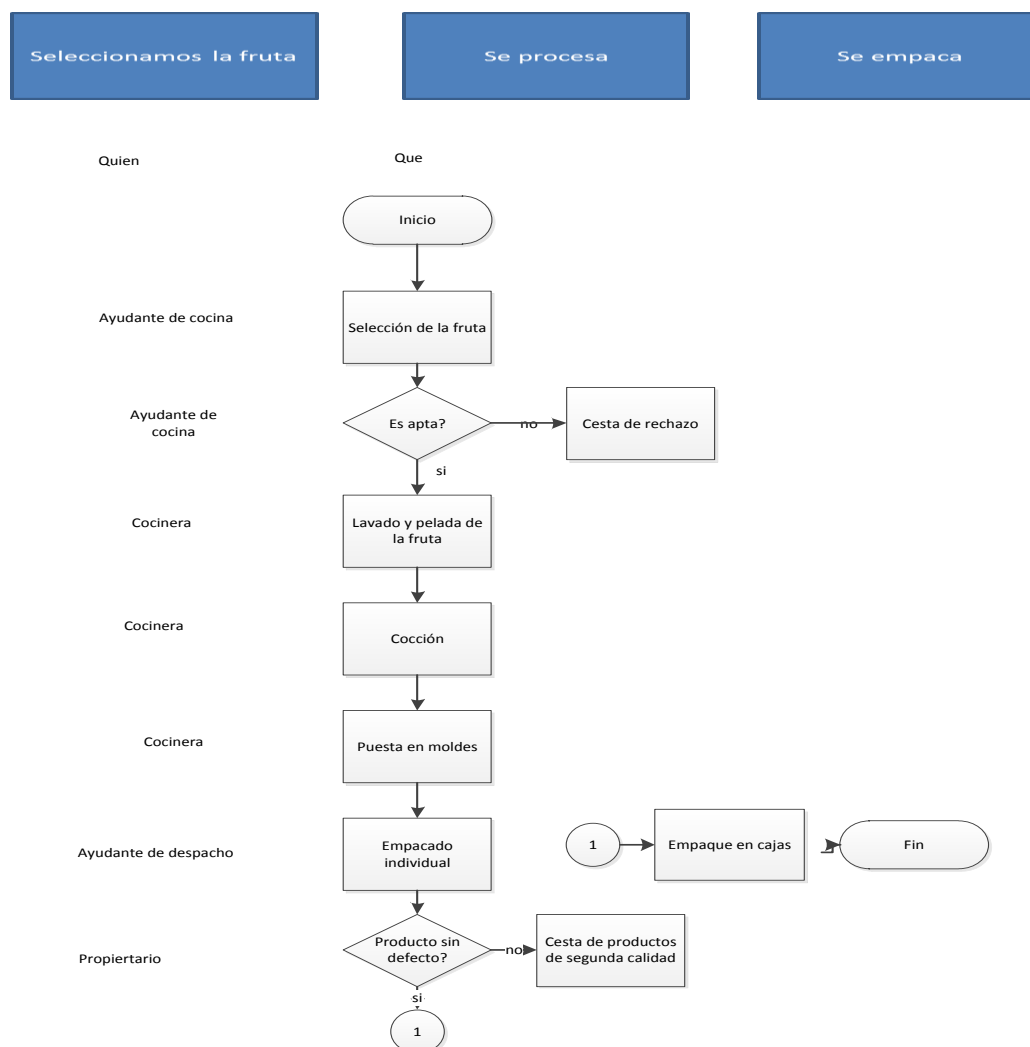 Seleccionamos la fruta
Se procesa
Se empaca
Quien
Que
Inicio
Ayudante de cocina
Selección de la fruta
Ayudante de
cocina
Es apta?
no
Cesta de rechazo
si
Cocinera
Lavado y pelada de
la fruta
Cocinera
Cocción
Cocinera
Puesta en moldes
Ayudante de despacho
Empacado
individual
1
Empaque en cajas
Fin
Propiertario
Producto sin
defecto?
no
Cesta de productos
de segunda calidad
si
1